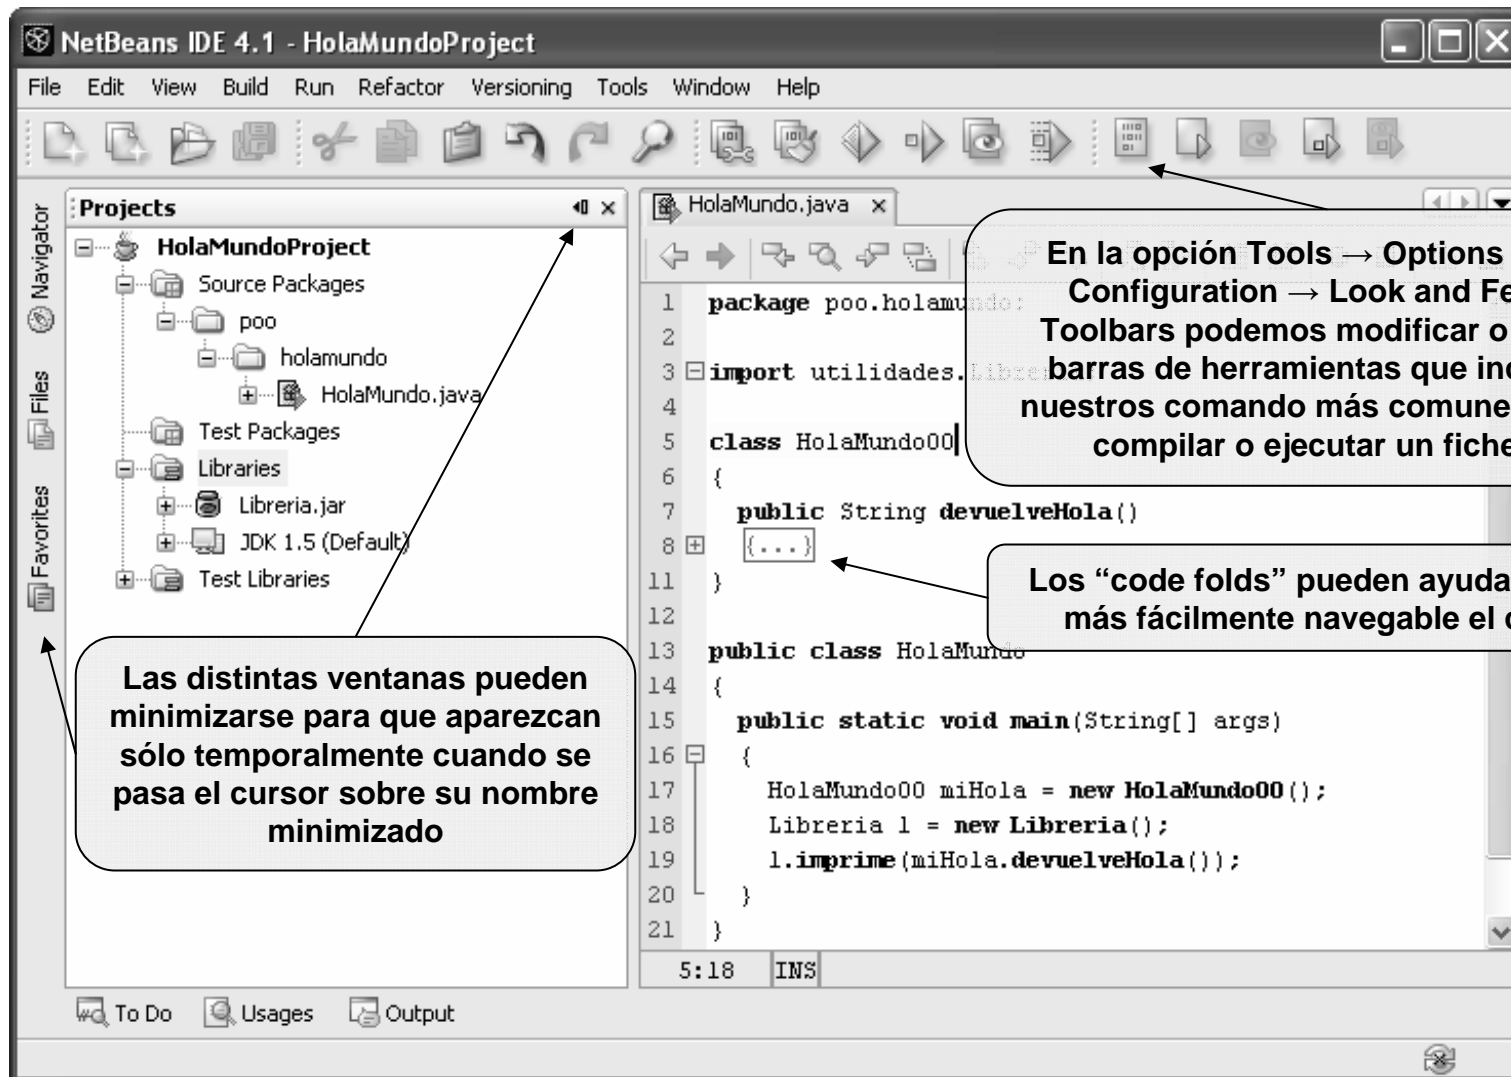 NetBeans IDE 4.1 - HolaMundoProject
File Edit View Build Run Refactor Versioning Tools Window Help
Navigator
Files
Favorites
Projects
HolaMundoProject
Source Packages
poo
holamundo
HolaMundo.java
Test Packages
Libraries
Libreria.jar
JDK 1.5 (Default)
Test Libraries
Las distintas ventanas pueden
minimizarse para que aparezcan
sólo temporalmente cuando se
pasa el cursor sobre su nombre
minimizado
HolaMundo.java
En la opción Tools → Options
Configuration → Look and Fe
Toolbars podemos modificar o
barras de herramientas que inc
nuestros comando más comune
compilar o ejecutar un fiche
1 package poo.holamundo;
2
3 import utilidades.Libreria
4
5 class HolaMundoOO
6 {
7 public String devuelveHola()
8 {...}
11 }
12
13 public class HolaMundo
14 {
15 public static void main(String[] args)
16 {
17 HolaMundoOO miHola = new HolaMundoOO();
18 Libreria l = new Libreria();
19 l.imprime(miHola.devuelveHola());
20 }
21 }
Los “code folds” pueden ayuda
más fácilmente navegable el
5:18 INS
To Do Usages Output